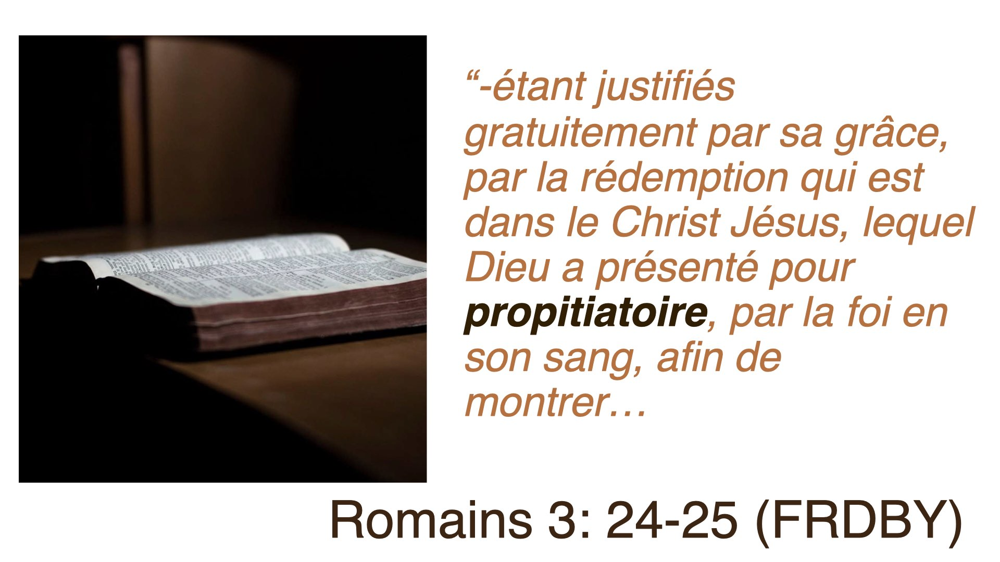 “-étant justifiés
gratuitement par sa grâce,
par la rédemption qui est
dans le Christ Jésus, lequel
Dieu a présenté pour
propitiatoire, par la foi en
son sang, afin de
montrer…
Romains 3: 24-25 (FRDBY)